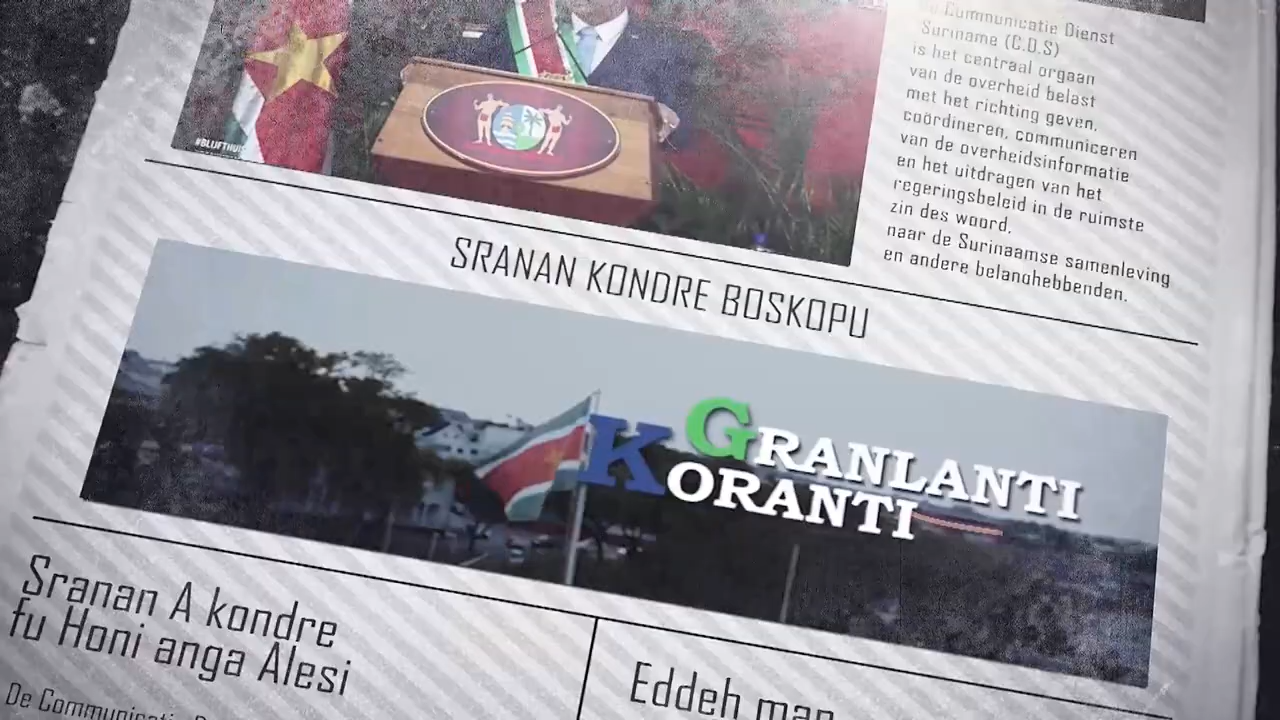 Communicatie Dienst
Suriname (C.D.S)
is het centraal orgaan
van de overheid belast
met het richting geven,
coördineren, communiceren
van de overheidsinformatie
en het uitdragen van het
regeringsbeleid in de ruimste
zin des woord,
naar de Surinaamse samenleving
en andere belanghebbenden.
SRANAN KONDRE BOSKOPU
GRANLANTI
KORANTI
Sranan A kondre
fu Honi anga Alesi
De
Eddeh man